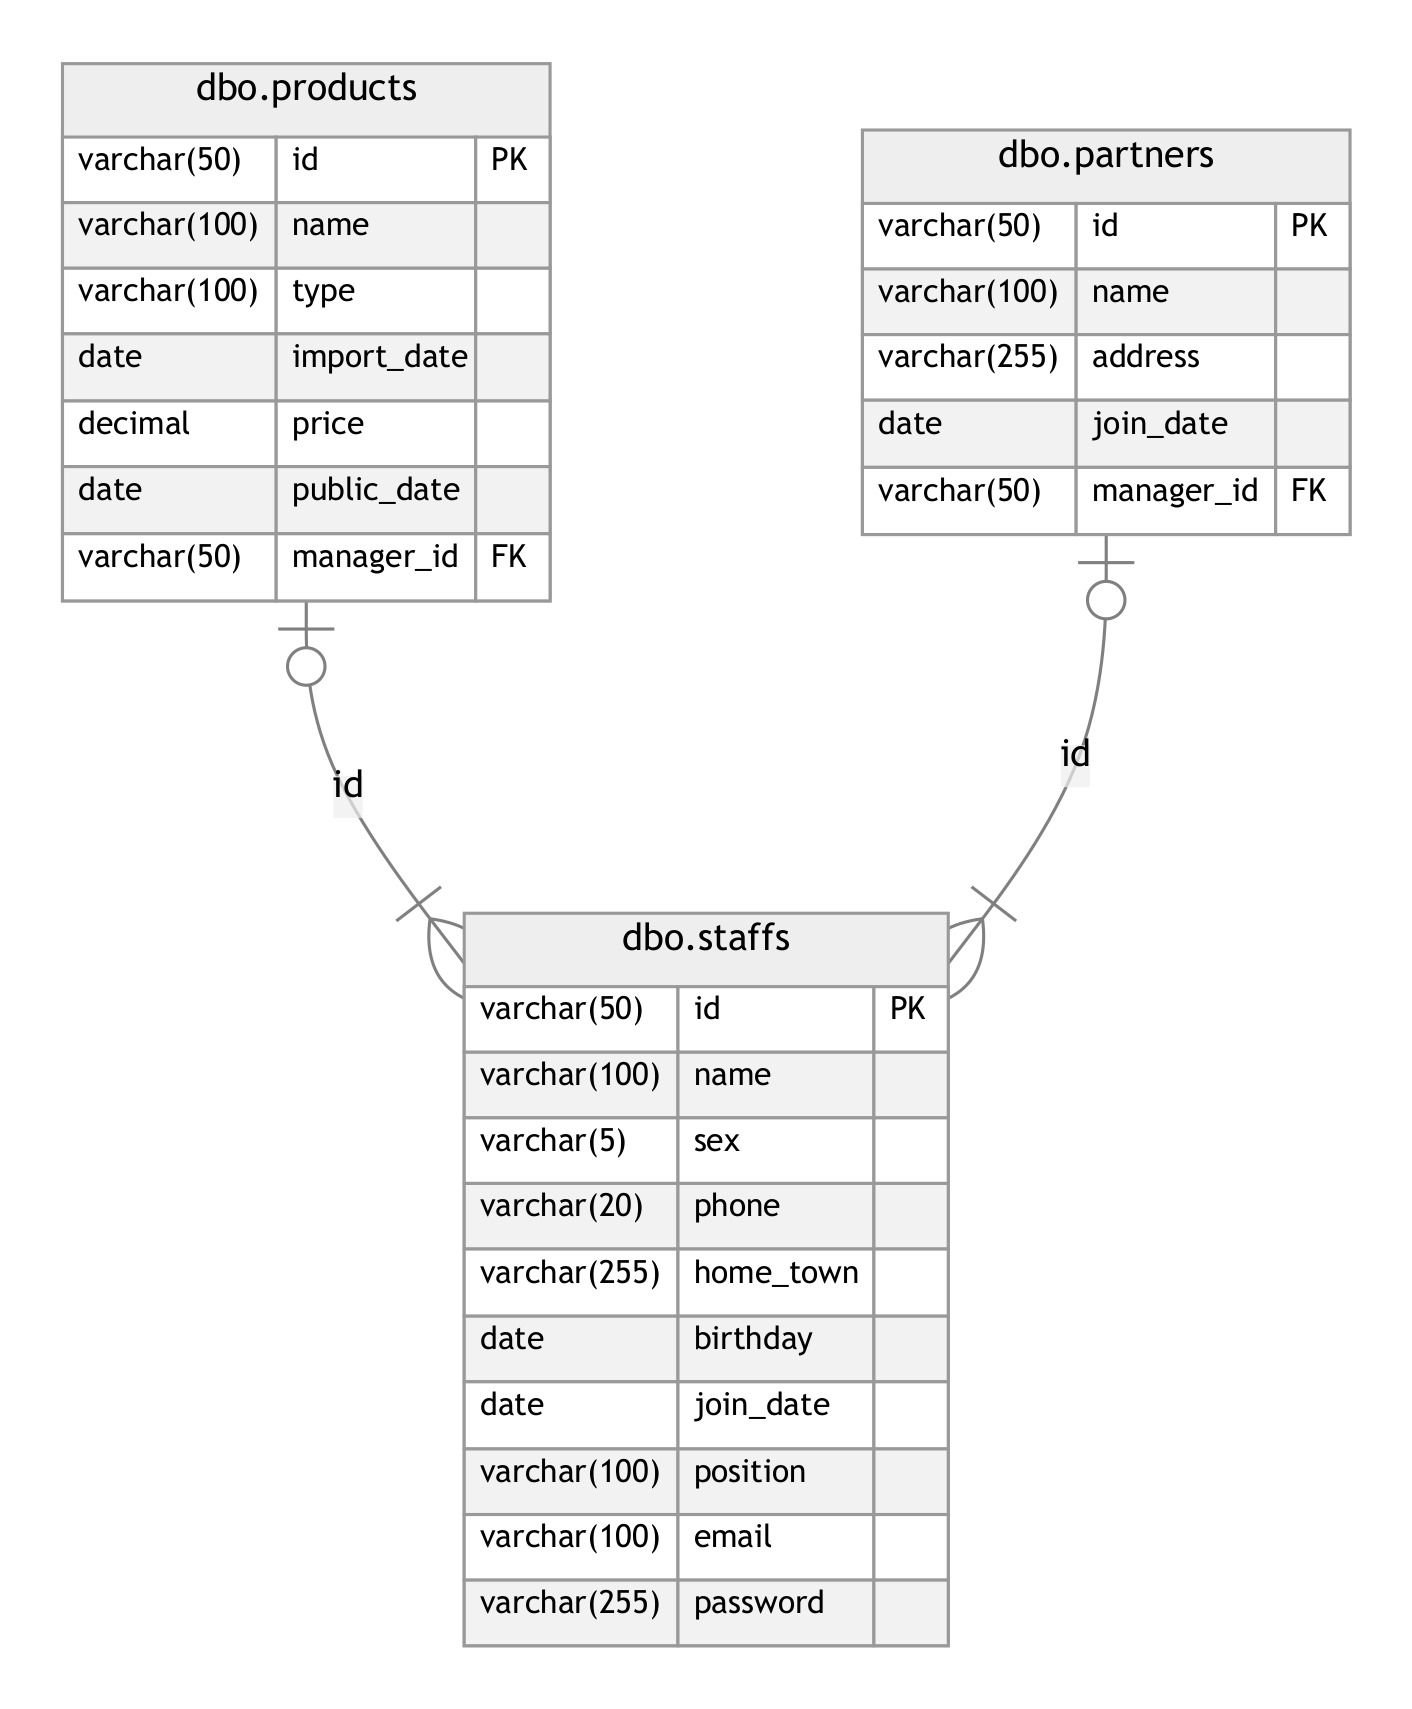 dbo.products
varchar(50) id PK
varchar(100) name
varchar(100) type
date import_date
decimal price
date public_date
varchar(50) manager_id FK
dbo.partners
varchar(50) id PK
varchar(100) name
varchar(255) address
date join_date
varchar(50) manager_id FK
id
id
dbo.staffs
varchar(50) id PK
varchar(100) name
varchar(5) sex
varchar(20) phone
varchar(255) home_town
date birthday
date join_date
varchar(100) position
varchar(100) email
varchar(255) password